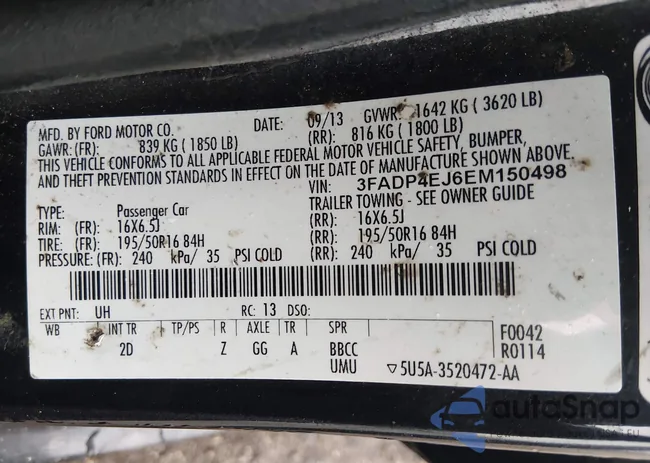 MFD. BY FORD MOTOR CO. DATE: 09/13 GVWR: 1642 KG ( 3620 LB)
GAWR: (FR): 839 KG ( 1850 LB) (RR): 816 KG ( 1800 LB)
THIS VEHICLE CONFORMS TO ALL APPLICABLE FEDERAL MOTOR VEHICLE SAFETY, BUMPER,
AND THEFT PREVENTION STANDARDS IN EFFECT ON THE DATE OF MANUFACTURE SHOWN ABOVE.
VIN: 3FADP4EJ6EM150498
TYPE: Passenger Car TRAILER TOWING - SEE OWNER GUIDE
RIM: (FR): 16X6.5J (RR): 16X6.5J
TIRE: (FR): 195/50R16 84H (RR): 195/50R16 84H
PRESSURE: (FR): 240 kPa/ 35 PSI COLD (RR): 240 kPa/ 35 PSI COLD
EXT PNT: UH RC: 13 DSO:
WB INT TR TP/PS R AXLE TR SPR F0042
2D Z GG A BBCC R0114
UMU ▽5U5A-3520472-AA
autoSnap